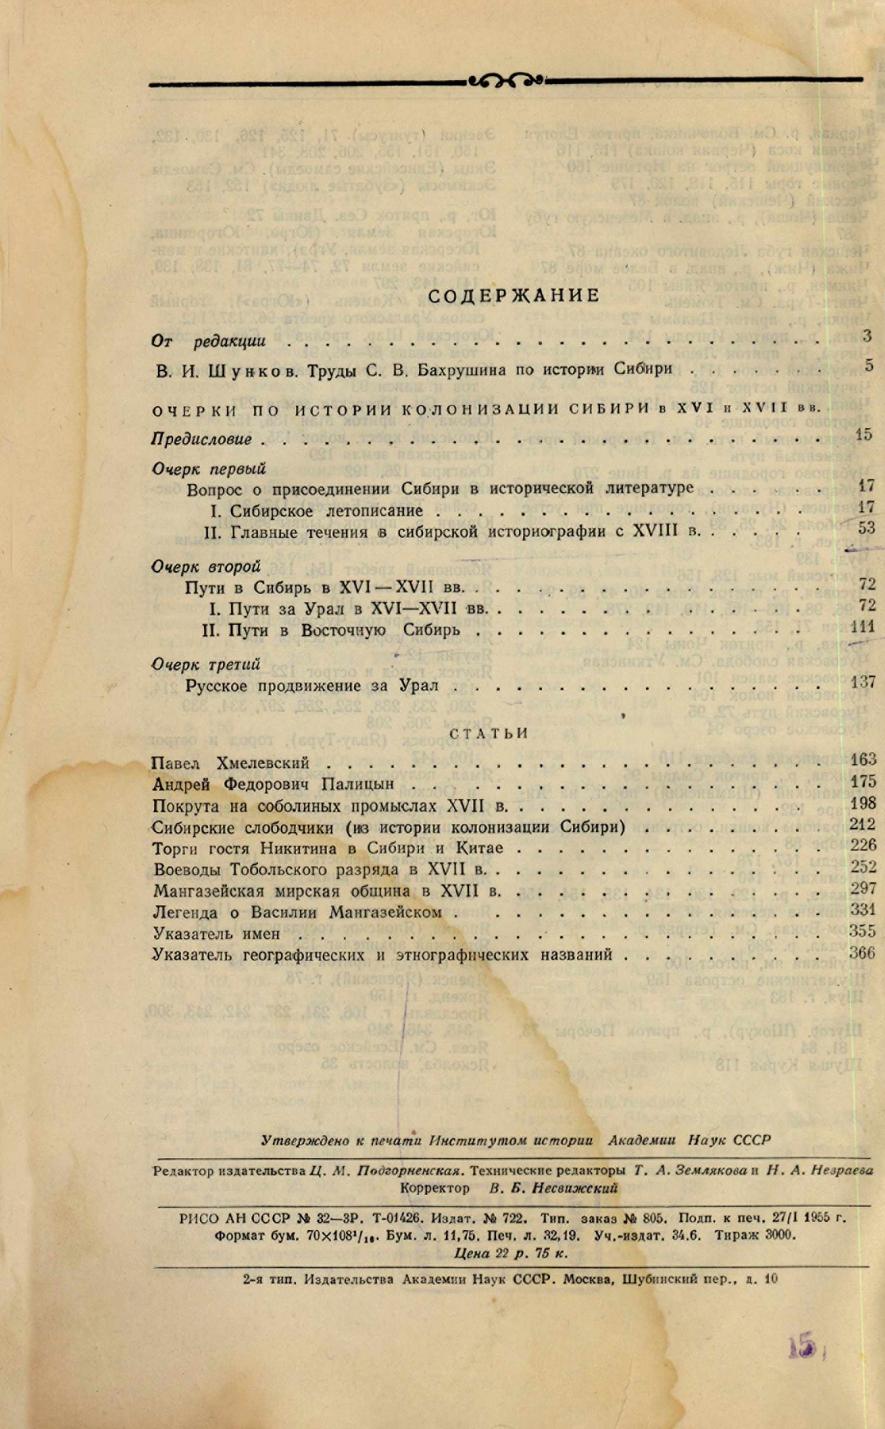 СОДЕРЖАНИЕ
От редакции . . . . . . . . . . . . . . . . . . . . . . . . . . 3
В. И. Шунков. Труды С. В. Бахрушина по истории Сибири . . . . . . . 5
ОЧЕРКИ ПО ИСТОРИИ КОЛОНИЗАЦИИ СИБИРИ в XVI и XVII вв.
Предисловие . . . . . . . . . . . . . . . . . . . . . . . . . . . 15
Очерк первый
Вопрос о присоединении Сибири в исторической литературе . . . . . . 17
I. Сибирское летописание . . . . . . . . . . . . . . . . . . 17
II. Главные течения в сибирской историографии с XVIII в. . . . . . 53
Очерк второй
Пути в Сибирь в XVI — XVII вв. . . . . . . . . . . . . . . . . . 72
I. Пути за Урал в XVI—XVII вв. . . . . . . . . . . . . . . . 72
II. Пути в Восточную Сибирь . . . . . . . . . . . . . . . . 111
Очерк третий
Русское продвижение за Урал . . . . . . . . . . . . . . . . . . 137
СТАТЬИ
Павел Хмелевский . . . . . . . . . . . . . . . . . . . . . . . . 163
Андрей Федорович Палицын . . . . . . . . . . . . . . . . . . . 175
Покрута на соболиных промыслах XVII в. . . . . . . . . . . . . . . 198
Сибирские слободчики (из истории колонизации Сибири) . . . . . . . . . 212
Торги гостя Никитина в Сибири и Китае . . . . . . . . . . . . . . . 226
Воеводы Тобольского разряда в XVII в. . . . . . . . . . . . . . . . . 252
Мангазейская мирская община в XVII в. . . . . . . . . . . . . . . . 297
Легенда о Василии Мангазейском . . . . . . . . . . . . . . . . . 331
Указатель имен . . . . . . . . . . . . . . . . . . . . . . . . . 355
Указатель географических и этнографических названий . . . . . . . . . . 366
Утверждено к печати Институтом истории Академии Наук СССР
Редактор издательства Ц. М. Подгорненская. Технические редакторы Т. А. Землякова и Н. А. Невраева
Корректор В. Б. Несвижский
РИСО АН СССР № 32—3Р. Т-01426. Издат. № 722. Тип. заказ № 805. Подп. к печ. 27/I 1955 г.
Формат бум. 70×108¹/₁₆. Бум. л. 11,75. Печ. л. 32,19. Уч.-издат. 34.6. Тираж 3000.
Цена 22 р. 75 к.
2-я тип. Издательства Академии Наук СССР. Москва, Шубинский пер., д. 10
15